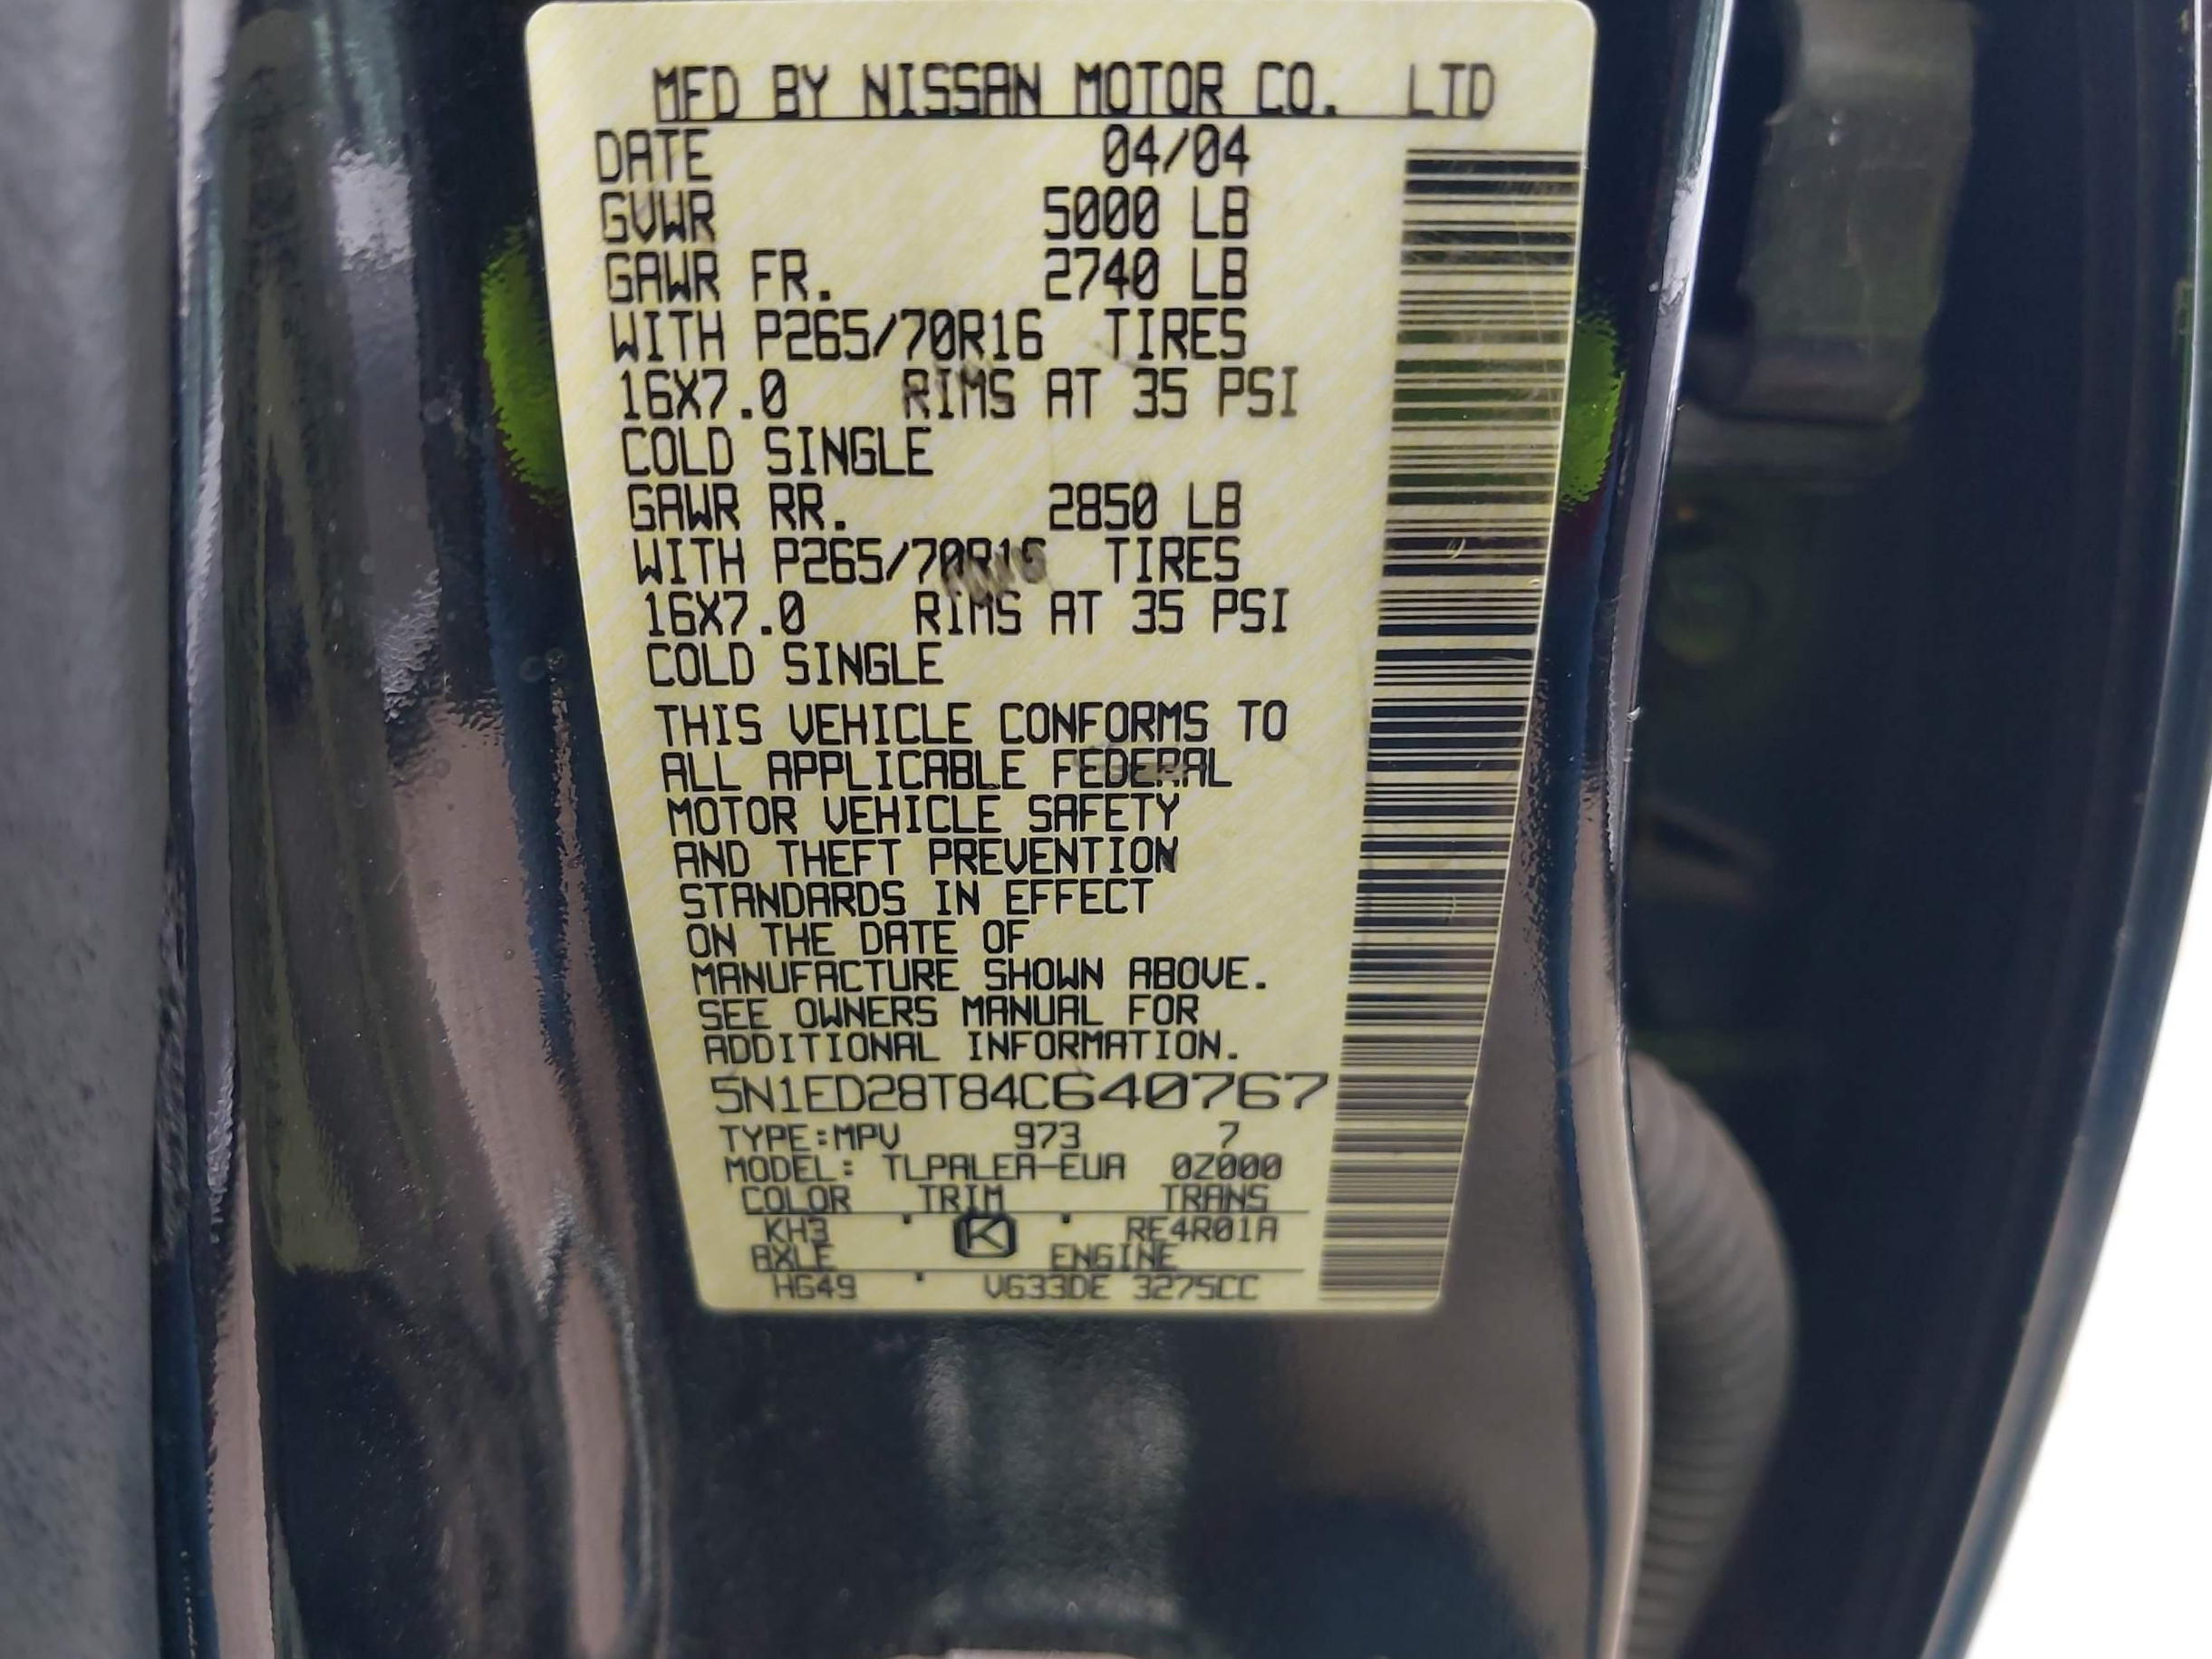 MFD BY NISSAN MOTOR CO. LTD
DATE 04/04
GVWR 5000 LB
GAWR FR. 2740 LB
WITH P265/70R16 TIRES
16X7.0 RIMS AT 35 PSI
COLD SINGLE
GAWR RR. 2850 LB
WITH P265/70R16 TIRES
16X7.0 RIMS AT 35 PSI
COLD SINGLE
THIS VEHICLE CONFORMS TO
ALL APPLICABLE FEDERAL
MOTOR VEHICLE SAFETY
AND THEFT PREVENTION
STANDARDS IN EFFECT
ON THE DATE OF
MANUFACTURE SHOWN ABOVE.
SEE OWNERS MANUAL FOR
ADDITIONAL INFORMATION.
5N1ED28T84C640767
TYPE:MPV 973 7
MODEL: TLPALEA-EUA 0Z000
COLOR TRIM TRANS
KH3 K RE4R01A
AXLE ENGINE
HG49 VG33DE 3275CC